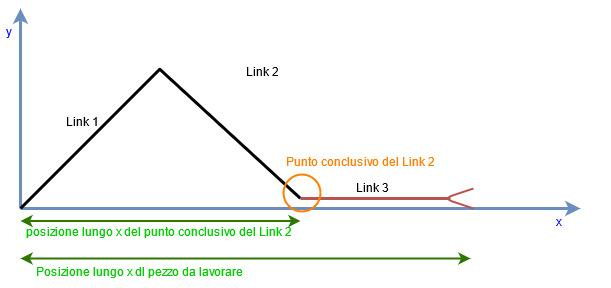 y
Link 2
Link 1
Punto conclusivo del Link 2
Link 3
x
posizione lungo x del punto conclusivo del Link 2
Posizione lungo x dl pezzo da lavorare